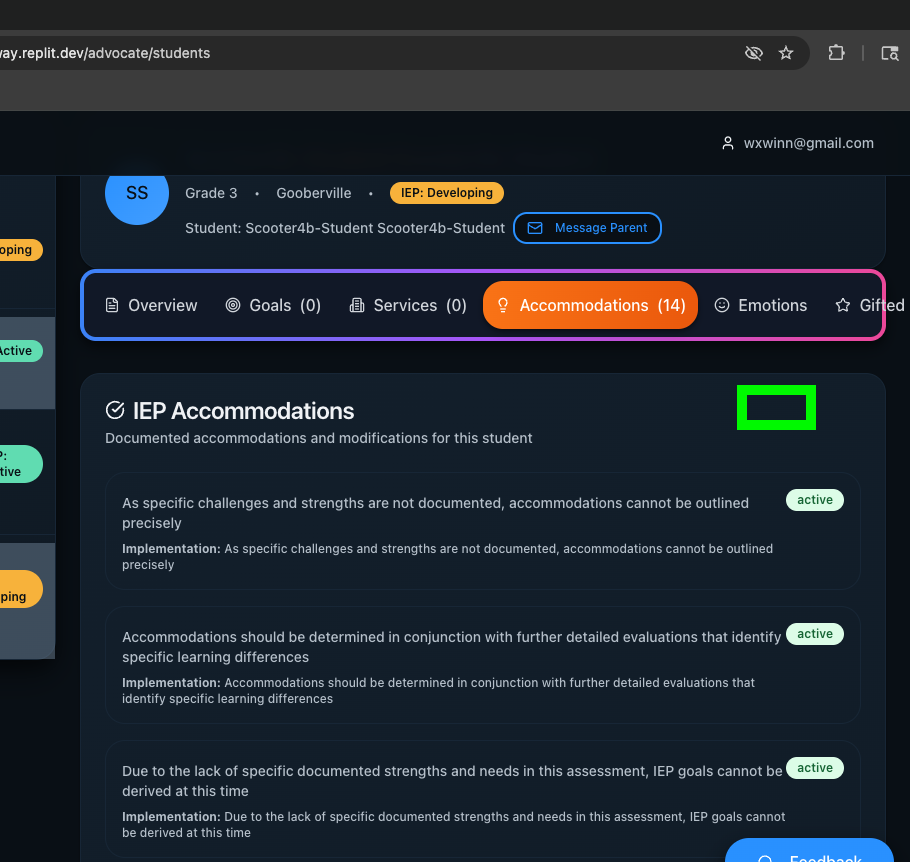 way.replit.dev/advocate/students
wxwinn@gmail.com
SS
Grade 3 • Gooberville • IEP: Developing
Student: Scooter4b-Student Scooter4b-Student Message Parent
oping
Overview Goals (0) Services (0) Accommodations (14) Emotions Gifted
Active
IEP Accommodations
Documented accommodations and modifications for this student
P:
tive
As specific challenges and strengths are not documented, accommodations cannot be outlined
precisely
active
Implementation: As specific challenges and strengths are not documented, accommodations cannot be outlined
precisely
ping
Accommodations should be determined in conjunction with further detailed evaluations that identify
specific learning differences
active
Implementation: Accommodations should be determined in conjunction with further detailed evaluations that
identify specific learning differences
Due to the lack of specific documented strengths and needs in this assessment, IEP goals cannot be
derived at this time
active
Implementation: Due to the lack of specific documented strengths and needs in this assessment, IEP goals cannot
be derived at this time
Feedback